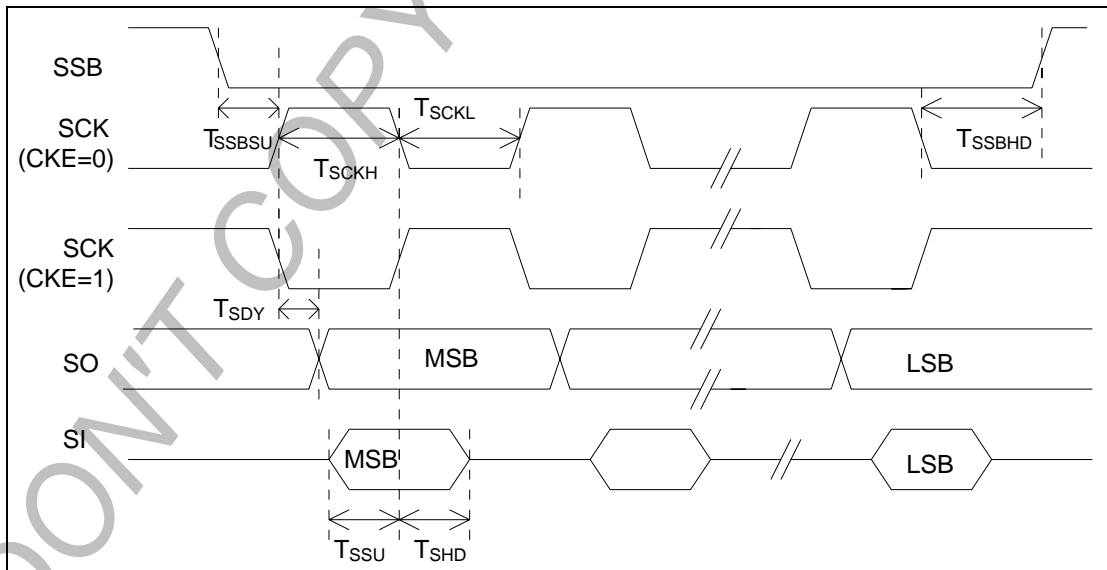 SSB
SCK
(CKE=0)
TSSBSU
TSCKH
TSCKL
TSSBHD
SCK
(CKE=1)
TSDY
SO
MSB
LSB
SI
MSB
LSB
TSSU
TSHD
DON'T COPY